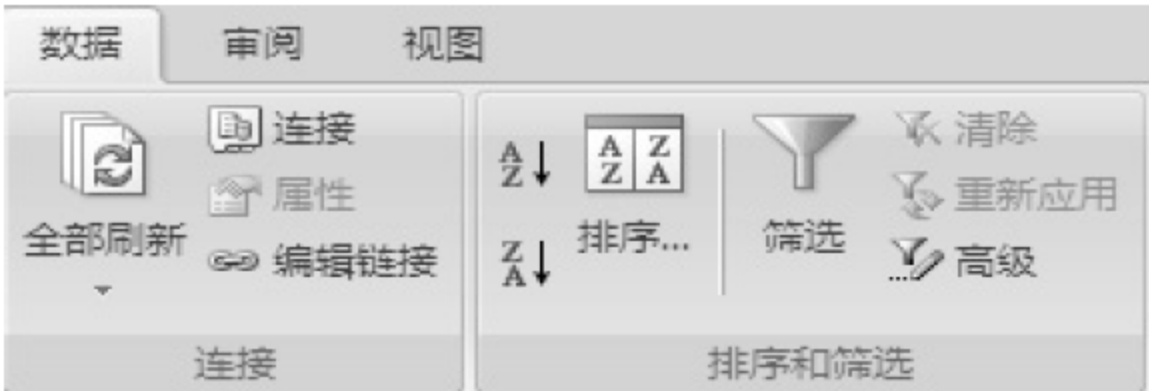 数据 审阅 视图
全部刷新
连接
属性
编辑链接
连接
A
Z
Z
A
A Z
Z A
排序...
筛选
清除
重新应用
高级
排序和筛选